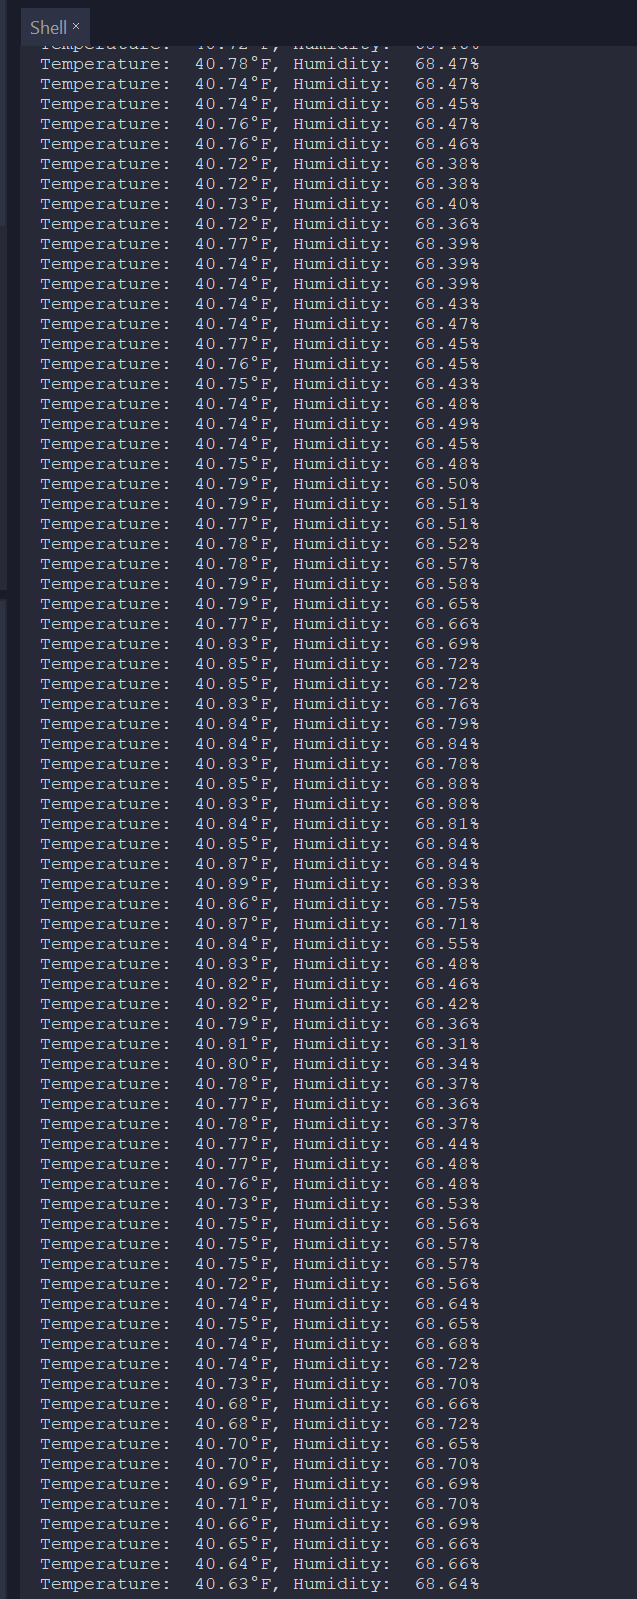 Shell ×
Temperature:  40.72°F, Humidity:  68.46%
Temperature:  40.78°F, Humidity:  68.47%
Temperature:  40.74°F, Humidity:  68.47%
Temperature:  40.74°F, Humidity:  68.45%
Temperature:  40.76°F, Humidity:  68.47%
Temperature:  40.76°F, Humidity:  68.46%
Temperature:  40.72°F, Humidity:  68.38%
Temperature:  40.72°F, Humidity:  68.38%
Temperature:  40.73°F, Humidity:  68.40%
Temperature:  40.72°F, Humidity:  68.36%
Temperature:  40.77°F, Humidity:  68.39%
Temperature:  40.74°F, Humidity:  68.39%
Temperature:  40.74°F, Humidity:  68.39%
Temperature:  40.74°F, Humidity:  68.43%
Temperature:  40.74°F, Humidity:  68.47%
Temperature:  40.77°F, Humidity:  68.45%
Temperature:  40.76°F, Humidity:  68.45%
Temperature:  40.75°F, Humidity:  68.43%
Temperature:  40.74°F, Humidity:  68.48%
Temperature:  40.74°F, Humidity:  68.49%
Temperature:  40.74°F, Humidity:  68.45%
Temperature:  40.75°F, Humidity:  68.48%
Temperature:  40.79°F, Humidity:  68.50%
Temperature:  40.79°F, Humidity:  68.51%
Temperature:  40.77°F, Humidity:  68.51%
Temperature:  40.78°F, Humidity:  68.52%
Temperature:  40.78°F, Humidity:  68.57%
Temperature:  40.79°F, Humidity:  68.58%
Temperature:  40.79°F, Humidity:  68.65%
Temperature:  40.77°F, Humidity:  68.66%
Temperature:  40.83°F, Humidity:  68.69%
Temperature:  40.85°F, Humidity:  68.72%
Temperature:  40.85°F, Humidity:  68.72%
Temperature:  40.83°F, Humidity:  68.76%
Temperature:  40.84°F, Humidity:  68.79%
Temperature:  40.84°F, Humidity:  68.84%
Temperature:  40.83°F, Humidity:  68.78%
Temperature:  40.85°F, Humidity:  68.88%
Temperature:  40.83°F, Humidity:  68.88%
Temperature:  40.84°F, Humidity:  68.81%
Temperature:  40.85°F, Humidity:  68.84%
Temperature:  40.87°F, Humidity:  68.84%
Temperature:  40.89°F, Humidity:  68.83%
Temperature:  40.86°F, Humidity:  68.75%
Temperature:  40.87°F, Humidity:  68.71%
Temperature:  40.84°F, Humidity:  68.55%
Temperature:  40.83°F, Humidity:  68.48%
Temperature:  40.82°F, Humidity:  68.46%
Temperature:  40.82°F, Humidity:  68.42%
Temperature:  40.79°F, Humidity:  68.36%
Temperature:  40.81°F, Humidity:  68.31%
Temperature:  40.80°F, Humidity:  68.34%
Temperature:  40.78°F, Humidity:  68.37%
Temperature:  40.77°F, Humidity:  68.36%
Temperature:  40.78°F, Humidity:  68.37%
Temperature:  40.77°F, Humidity:  68.44%
Temperature:  40.77°F, Humidity:  68.48%
Temperature:  40.76°F, Humidity:  68.48%
Temperature:  40.73°F, Humidity:  68.53%
Temperature:  40.75°F, Humidity:  68.56%
Temperature:  40.75°F, Humidity:  68.57%
Temperature:  40.75°F, Humidity:  68.57%
Temperature:  40.72°F, Humidity:  68.56%
Temperature:  40.74°F, Humidity:  68.64%
Temperature:  40.75°F, Humidity:  68.65%
Temperature:  40.74°F, Humidity:  68.68%
Temperature:  40.74°F, Humidity:  68.72%
Temperature:  40.73°F, Humidity:  68.70%
Temperature:  40.68°F, Humidity:  68.66%
Temperature:  40.68°F, Humidity:  68.72%
Temperature:  40.70°F, Humidity:  68.65%
Temperature:  40.70°F, Humidity:  68.70%
Temperature:  40.69°F, Humidity:  68.69%
Temperature:  40.71°F, Humidity:  68.70%
Temperature:  40.66°F, Humidity:  68.69%
Temperature:  40.65°F, Humidity:  68.66%
Temperature:  40.64°F, Humidity:  68.66%
Temperature:  40.63°F, Humidity:  68.64%